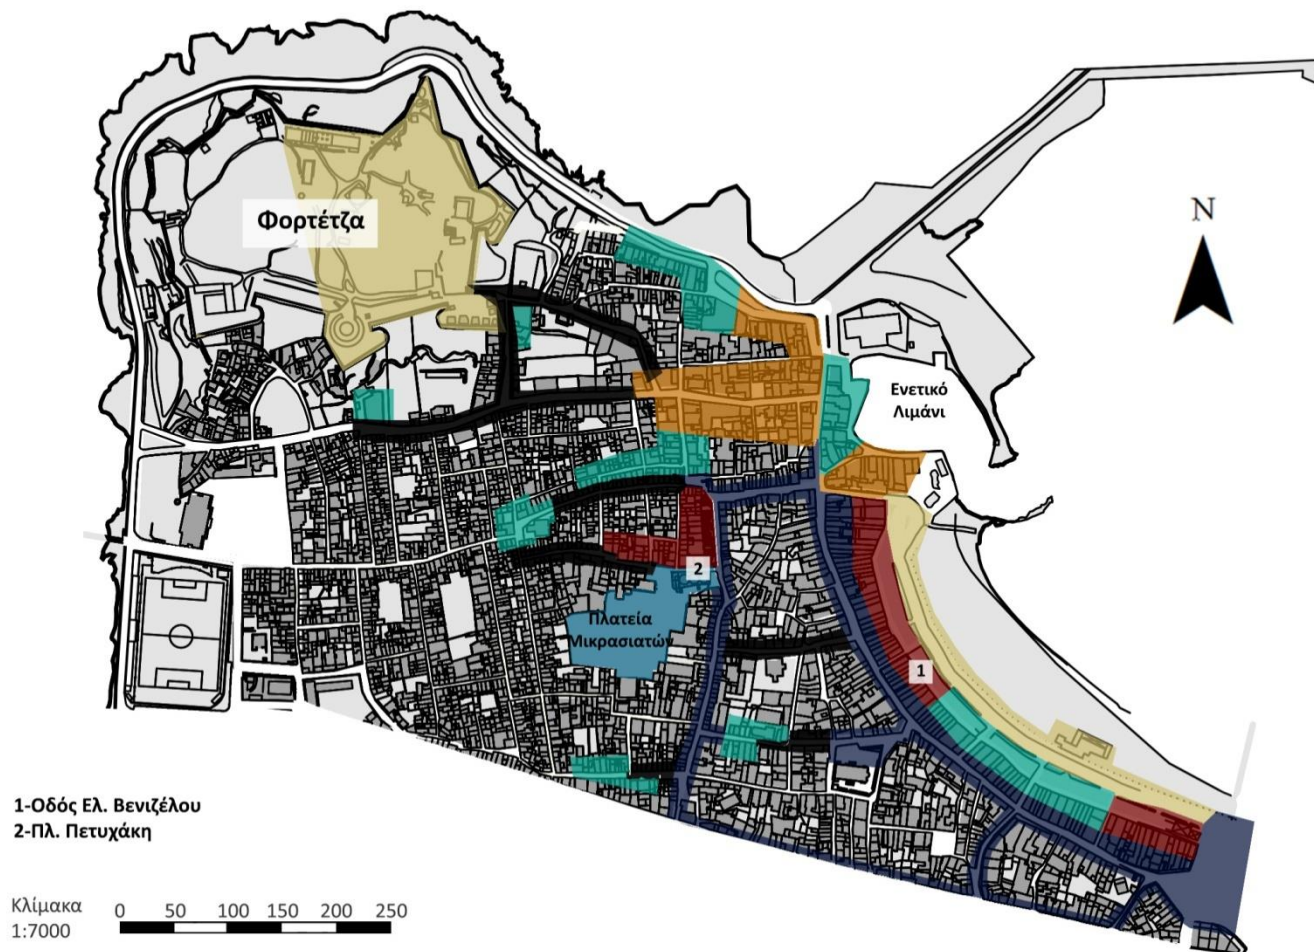 N
Φορτέτζα
Ενετικό
Λιμάνι
2
Πλατεία
Μικρασιατών
1
1-Οδός Ελ. Βενιζέλου
2-Πλ. Πετυχάκη
Κλίμακα
1:7000
0 50 100 150 200 250